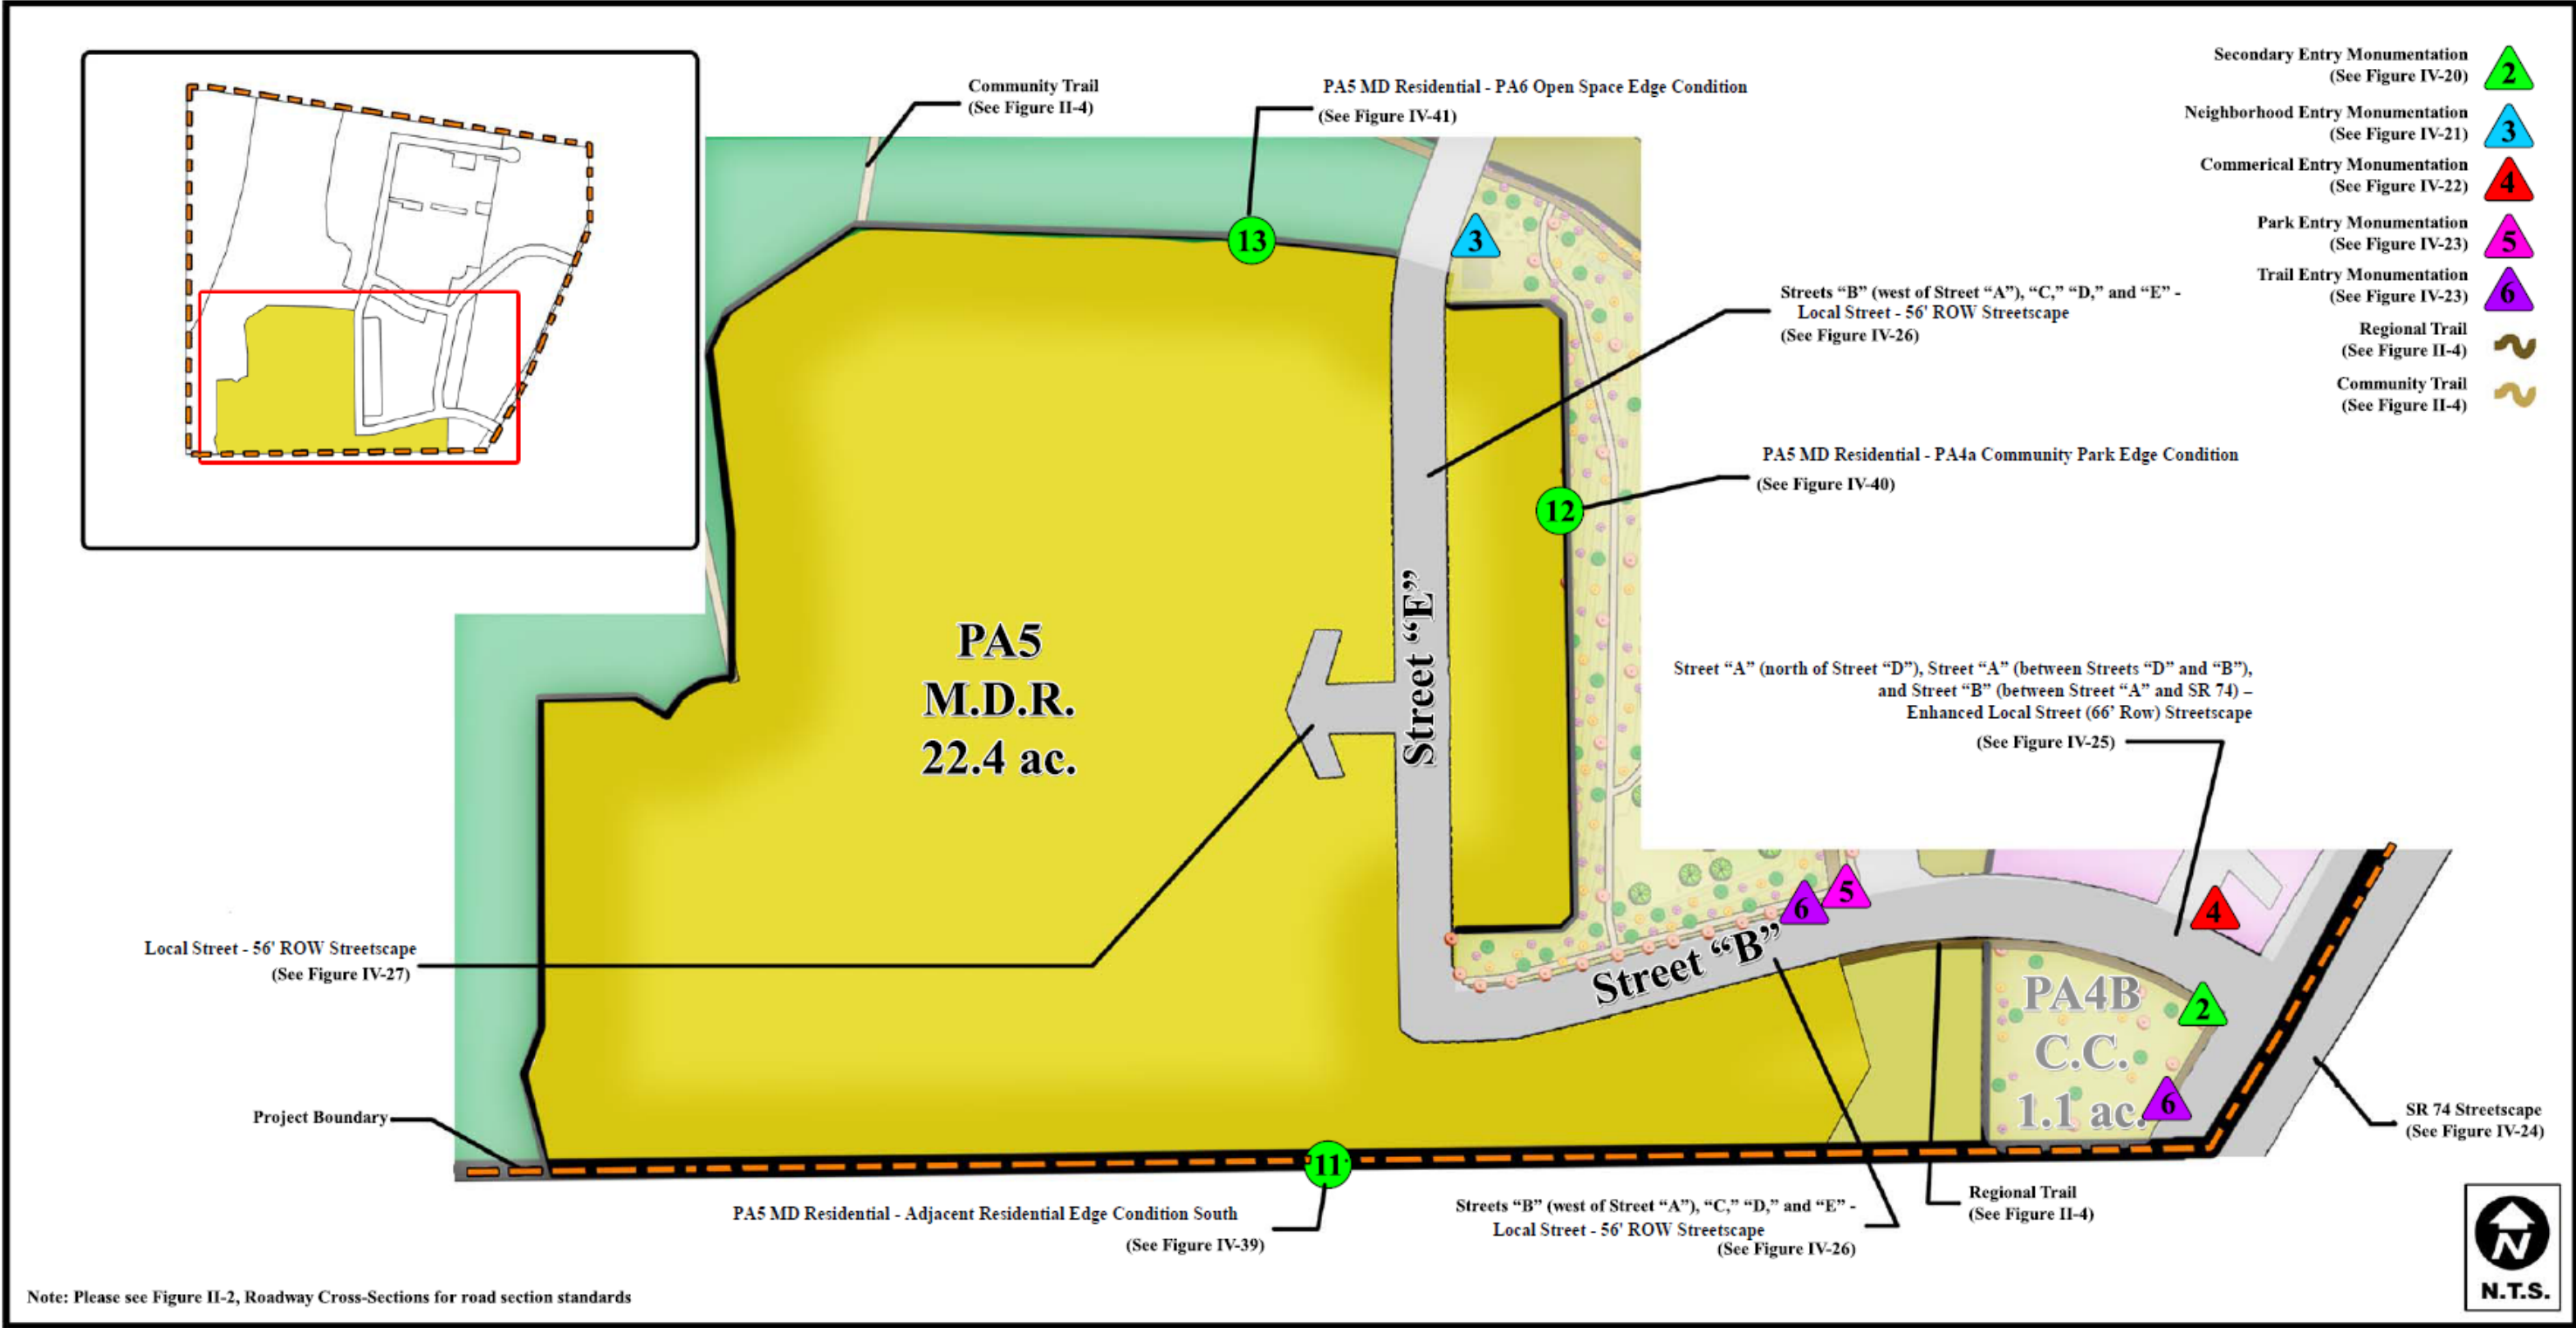 Secondary Entry Monumentation
(See Figure IV-20)
2
Neighborhood Entry Monumentation
(See Figure IV-21)
3
Commerical Entry Monumentation
(See Figure IV-22)
4
Park Entry Monumentation
(See Figure IV-23)
5
Trail Entry Monumentation
(See Figure IV-23)
6
Regional Trail
(See Figure II-4)
Community Trail
(See Figure II-4)
Community Trail
(See Figure II-4)
PA5 MD Residential - PA6 Open Space Edge Condition
(See Figure IV-41)
13
3
Streets “B” (west of Street “A”), “C,” “D,” and “E” -
Local Street - 56' ROW Streetscape
(See Figure IV-26)
PA5 MD Residential - PA4a Community Park Edge Condition
(See Figure IV-40)
12
PA5
M.D.R.
22.4 ac.
Street “E”
Street “A” (north of Street “D”), Street “A” (between Streets “D” and “B”),
and Street “B” (between Street “A” and SR 74) –
Enhanced Local Street (66’ Row) Streetscape
(See Figure IV-25)
6
5
4
Street “B”
Local Street - 56' ROW Streetscape
(See Figure IV-27)
PA4B
C.C.
1.1 ac.
2
6
Project Boundary
SR 74 Streetscape
(See Figure IV-24)
11
PA5 MD Residential - Adjacent Residential Edge Condition South
(See Figure IV-39)
Streets “B” (west of Street “A”), “C,” “D,” and “E” -
Local Street - 56' ROW Streetscape
(See Figure IV-26)
Regional Trail
(See Figure II-4)
N
N.T.S.
Note: Please see Figure II-2, Roadway Cross-Sections for road section standards